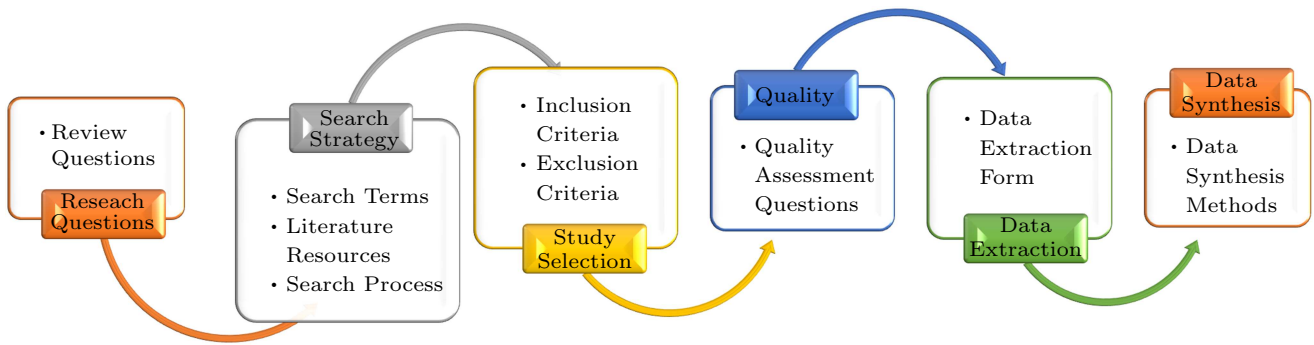 • Review
Questions
Reseach
Questions
Search
Strategy
• Search Terms
• Literature
Resources
• Search Process
• Inclusion
Criteria
• Exclusion
Criteria
Study
Selection
Quality
• Quality
Assessment
Questions
• Data
Extraction
Form
Data
Extraction
Data
Synthesis
• Data
Synthesis
Methods